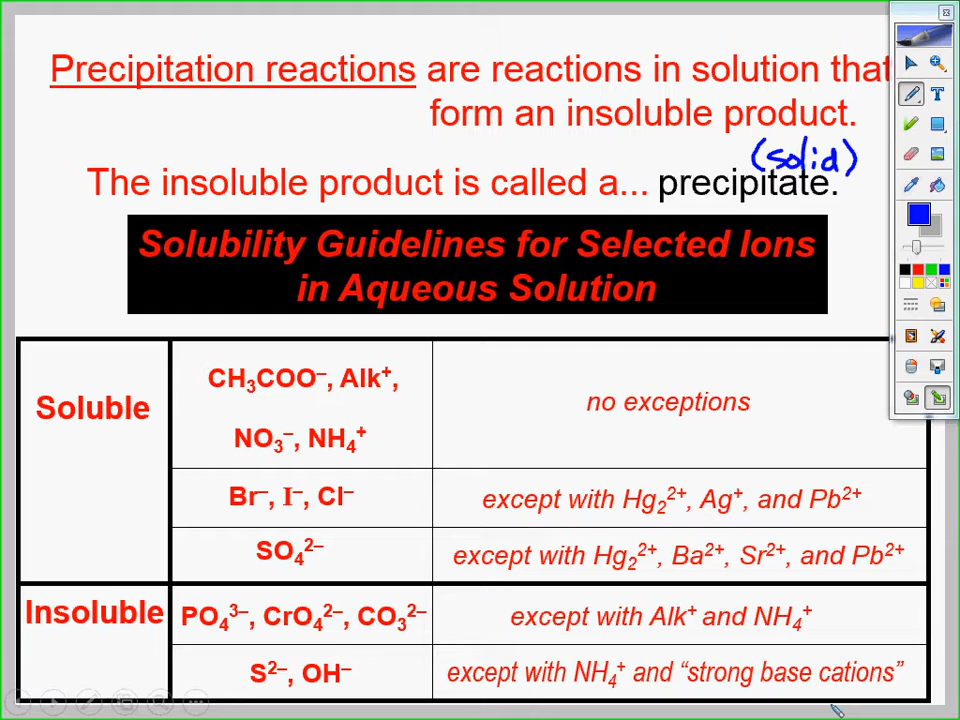 Precipitation reactions are reactions in solution that
form an insoluble product.
(solid)
The insoluble product is called a... precipitate.
Solubility Guidelines for Selected Ions
in Aqueous Solution
Soluble
CH₃COO⁻, Alk⁺,
NO₃⁻, NH₄⁺
no exceptions
Br⁻, I⁻, Cl⁻
except with Hg₂²⁺, Ag⁺, and Pb²⁺
SO₄²⁻
except with Hg₂²⁺, Ba²⁺, Sr²⁺, and Pb²⁺
Insoluble
PO₄³⁻, CrO₄²⁻, CO₃²⁻
except with Alk⁺ and NH₄⁺
S²⁻, OH⁻
except with NH₄⁺ and “strong base cations”
T